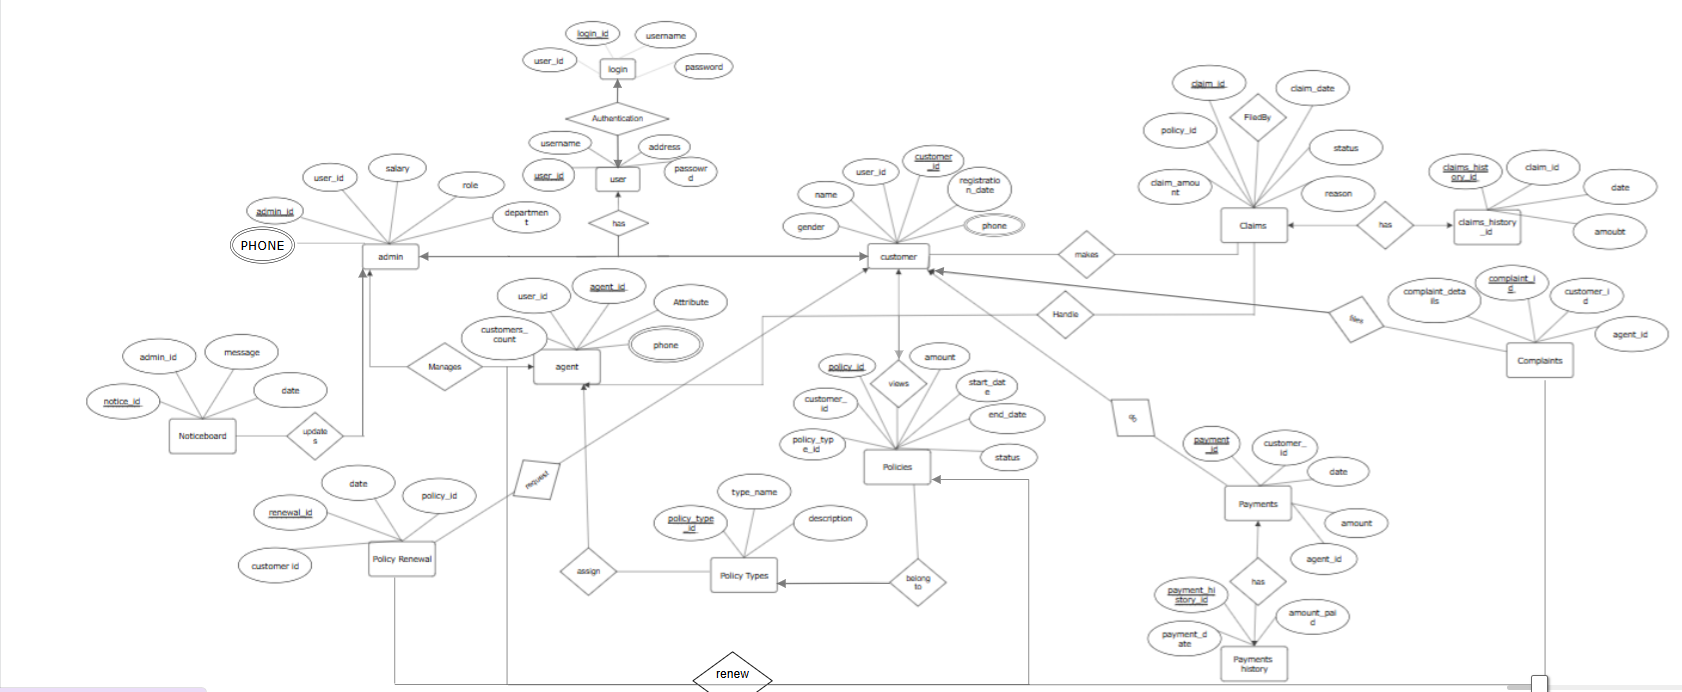 login_id
username
user_id
password
login
Authentication
username
address
user_id
passowr
d
user
has
user_id
salary
role
admin_id
departmen
t
PHONE
admin
name
user_id
customer
_id
registratio
n_date
gender
phone
customer
makes
claim_id
claim_date
FiledBy
policy_id
status
claim_amou
nt
reason
Claims
has
claims_hist
ory_id
claim_id
date
amoubt
claims_history
_id
user_id
agent_id
Attribute
customers_
count
phone
agent
Manages
Handle
files
complaint_deta
ils
complaint_i
d
customer_i
d
agent_id
Complaints
admin_id
message
date
notice_id
Noticeboard
update
s
policy_id
amount
views
start_dat
e
customer_
id
end_date
policy_typ
e_id
status
Policies
date
policy_id
renewal_id
customer id
Policy Renewal
request
type_name
policy_type
_id
description
Policy Types
assign
belong
to
payment
_id
customer_
id
date
amount
agent_id
Payments
has
payment_hi
story_id
amount_pai
d
payment_d
ate
Payments
history
renew